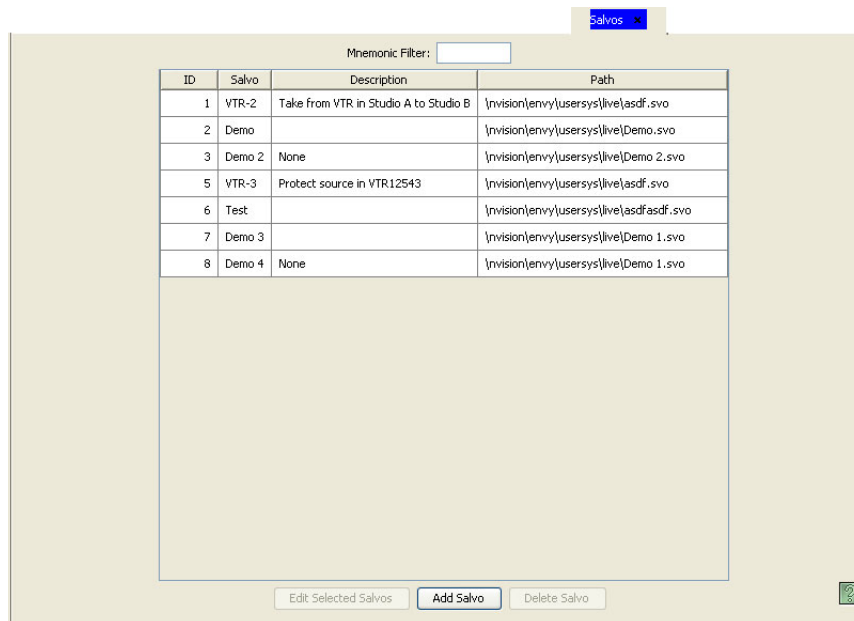 Salvos ×
Mnemonic Filter:
ID Salvo Description Path
1 VTR-2 Take from VTR in Studio A to Studio B \nvision\envy\usersys\live\asdf.svo
2 Demo \nvision\envy\usersys\live\Demo.svo
3 Demo 2 None \nvision\envy\usersys\live\Demo 2.svo
5 VTR-3 Protect source in VTR12543 \nvision\envy\usersys\live\asdf.svo
6 Test \nvision\envy\usersys\live\asdfasdf.svo
7 Demo 3 \nvision\envy\usersys\live\Demo 1.svo
8 Demo 4 None \nvision\envy\usersys\live\Demo 1.svo
Edit Selected Salvos Add Salvo Delete Salvo
?